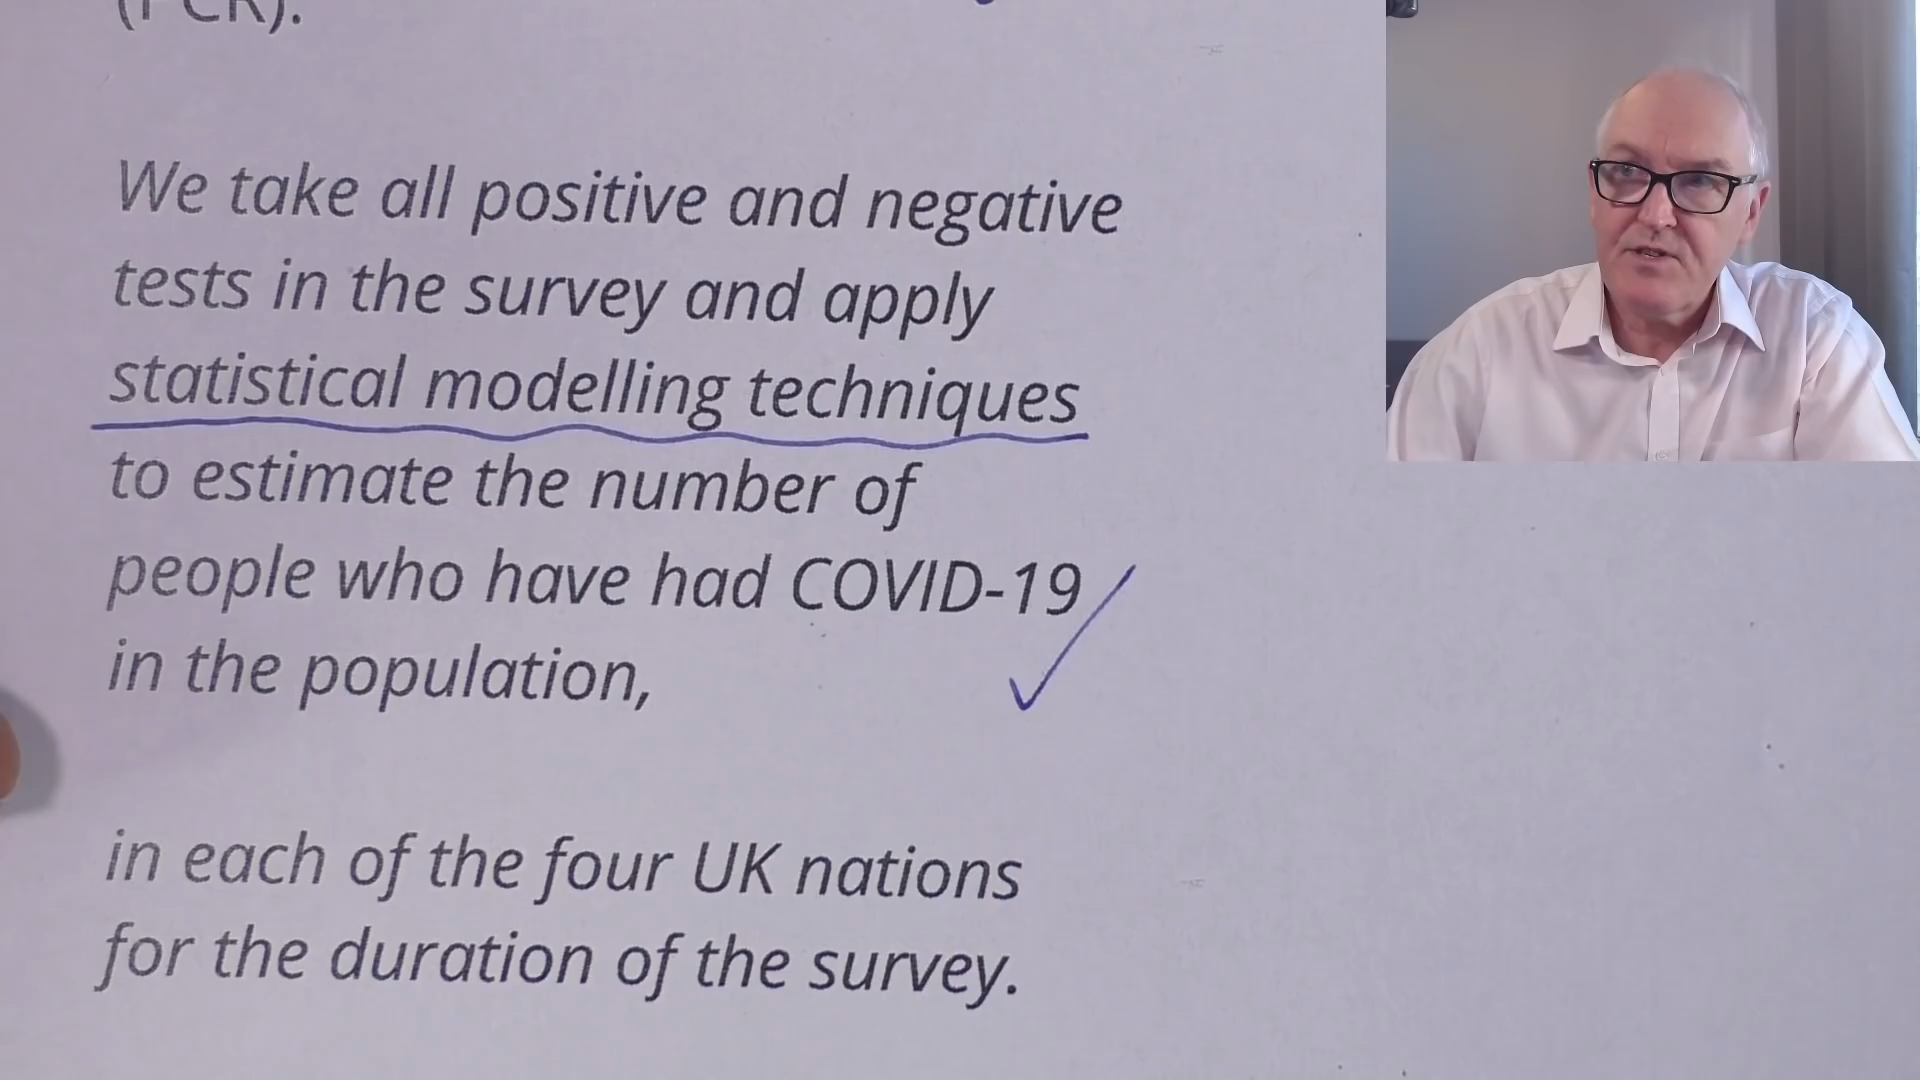 (PCR).
We take all positive and negative
tests in the survey and apply
statistical modelling techniques
to estimate the number of
people who have had COVID-19
in the population,
in each of the four UK nations
for the duration of the survey.